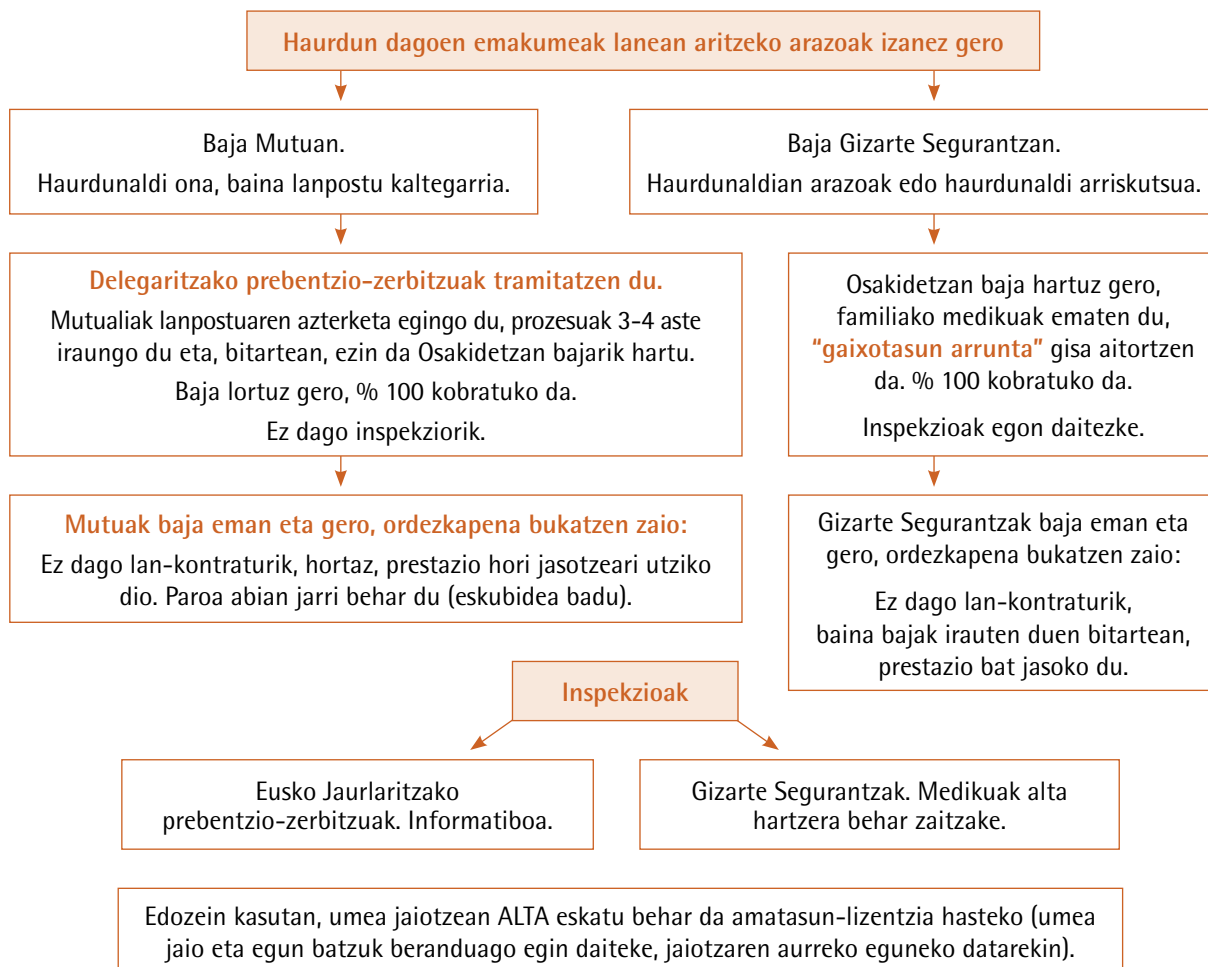 Haurdun dagoen emakumeak lanean aritzeko arazoak izanez gero
Baja Mutuan.
Haurdunaldi ona, baina lanpostu kaltegarria.
Baja Gizarte Segurantzan.
Haurdunaldian arazoak edo haurdunaldi arriskutsua.
Delegaritzako prebentzio-zerbitzuak tramitatzen du.
Mutualiak lanpostuaren azterketa egingo du, prozesuak 3-4 aste
iraungo du eta, bitartean, ezin da Osakidetzan bajarik hartu.
Baja lortuz gero, % 100 kobratuko da.
Ez dago inspekziorik.
Osakidetzan baja hartuz gero,
familiako medikuak ematen du,
"gaixotasun arrunta" gisa aitortzen
da. % 100 kobratuko da.
Inspekzioak egon daitezke.
Mutuak baja eman eta gero, ordezkapena bukatzen zaio:
Ez dago lan-kontraturik, hortaz, prestazio hori jasotzeari utziko
dio. Paroa abian jarri behar du (eskubidea badu).
Gizarte Segurantzak baja eman eta
gero, ordezkapena bukatzen zaio:
Ez dago lan-kontraturik,
baina bajak irauten duen bitartean,
prestazio bat jasoko du.
Inspekzioak
Eusko Jaurlaritzako
prebentzio-zerbitzuak. Informatiboa.
Gizarte Segurantzak. Medikuak alta
hartzera behar zaitzake.
Edozein kasutan, umea jaiotzean ALTA eskatu behar da amatasun-lizentzia hasteko (umea
jaio eta egun batzuk beranduago egin daiteke, jaiotzaren aurreko eguneko datarekin).